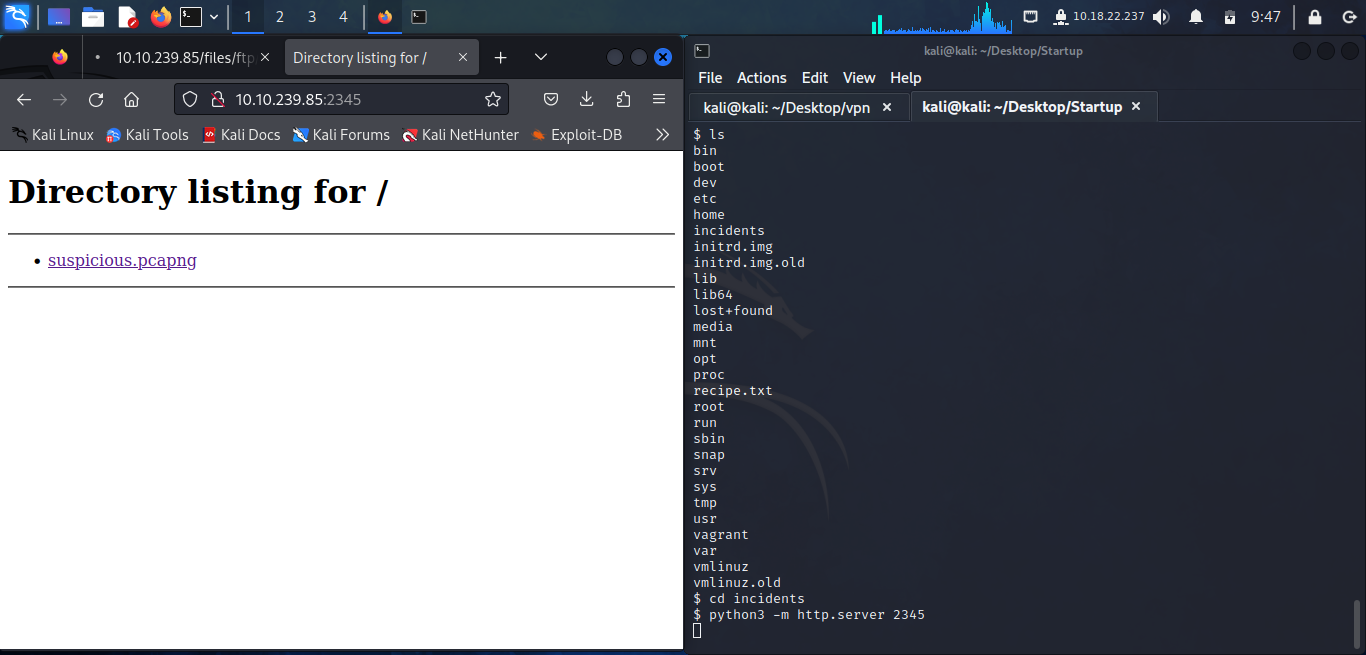 1 2 3 4 10.18.22.237 9:47
10.10.239.85/files/ftp Directory listing for /
10.10.239.85:2345
Kali Linux Kali Tools Kali Docs Kali Forums Kali NetHunter Exploit-DB
Directory listing for /
• suspicious.pcapng
kali@kali: ~/Desktop/Startup
File Actions Edit View Help
kali@kali: ~/Desktop/vpn kali@kali: ~/Desktop/Startup
$ ls
bin
boot
dev
etc
home
incidents
initrd.img
initrd.img.old
lib
lib64
lost+found
media
mnt
opt
proc
recipe.txt
root
run
sbin
snap
srv
sys
tmp
usr
vagrant
var
vmlinuz
vmlinuz.old
$ cd incidents
$ python3 -m http.server 2345